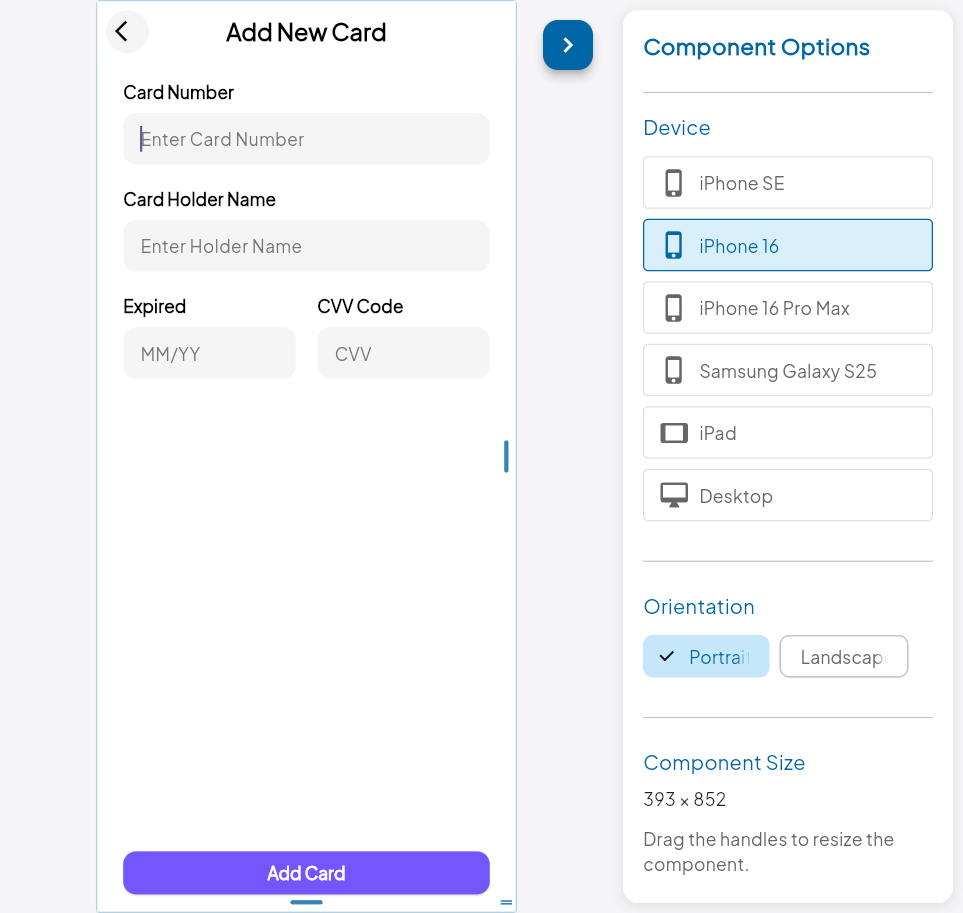 Add New Card
Card Number
Enter Card Number
Card Holder Name
Enter Holder Name
Expired
CVV Code
MM/YY
CVV
Add Card
Component Options
Device
iPhone SE
iPhone 16
iPhone 16 Pro Max
Samsung Galaxy S25
iPad
Desktop
Orientation
Portrait
Landscape
Component Size
393 × 852
Drag the handles to resize the
component.